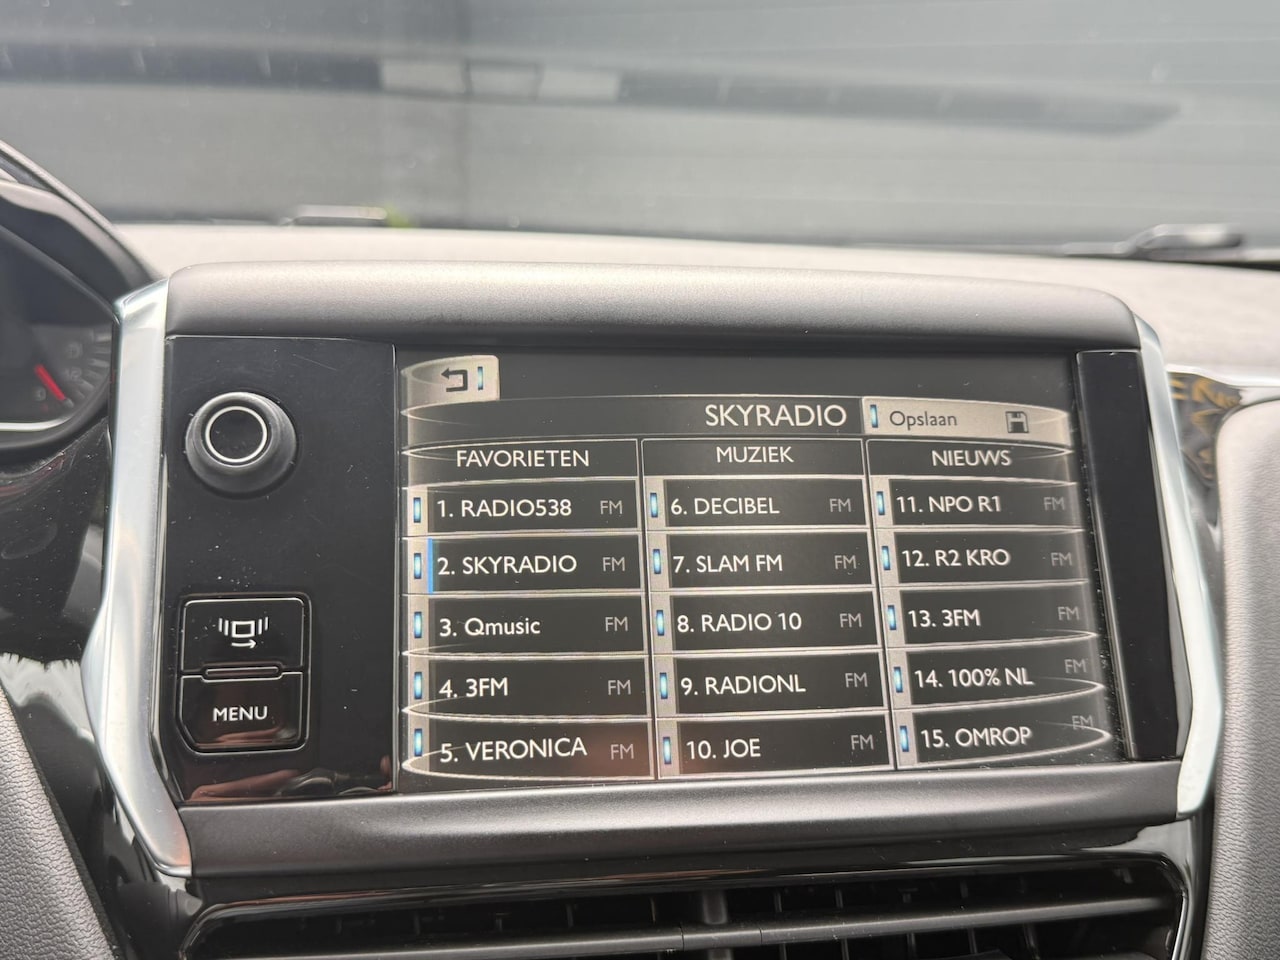 SKYRADIO Opslaan
FAVORIETEN MUZIEK NIEUWS
1. RADIO538 FM 6. DECIBEL FM 11. NPO R1 FM
2. SKYRADIO FM 7. SLAM FM FM 12. R2 KRO FM
3. Qmusic FM 8. RADIO 10 FM 13. 3FM FM
4. 3FM FM 9. RADIONL FM 14. 100% NL FM
5. VERONICA FM 10. JOE FM 15. OMROP FM
MENU